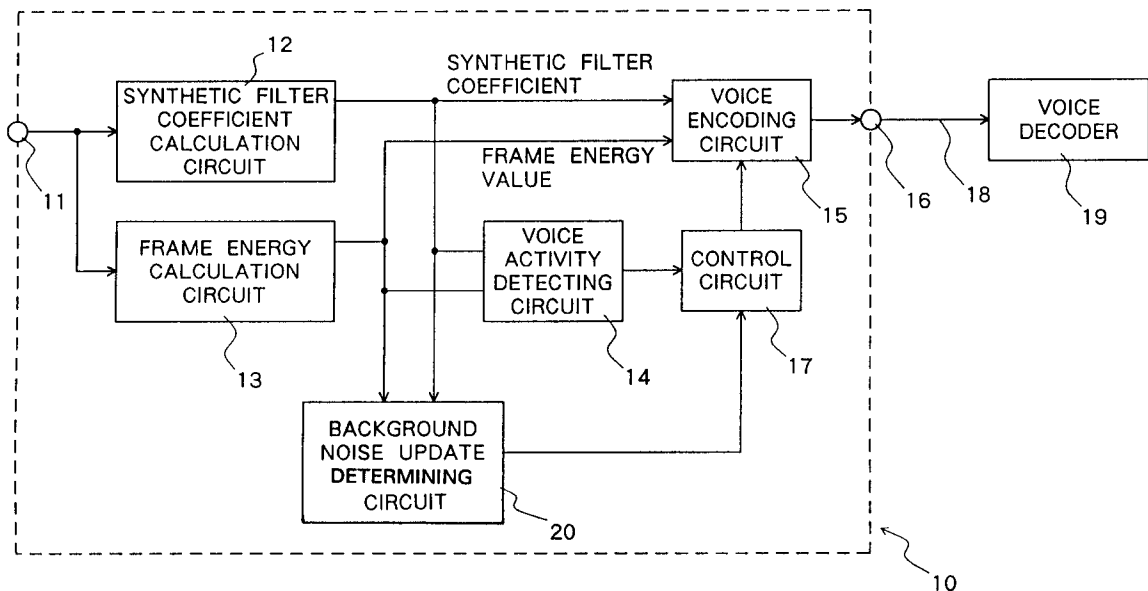 12
SYNTHETIC FILTER
COEFFICIENT
CALCULATION
CIRCUIT
SYNTHETIC FILTER
COEFFICIENT
VOICE
ENCODING
CIRCUIT
VOICE
DECODER
11
FRAME ENERGY
VALUE
15
16
18
19
FRAME ENERGY
CALCULATION
CIRCUIT
VOICE
ACTIVITY
DETECTING
CIRCUIT
CONTROL
CIRCUIT
13
14
17
BACKGROUND
NOISE UPDATE
DETERMINING
CIRCUIT
20
10